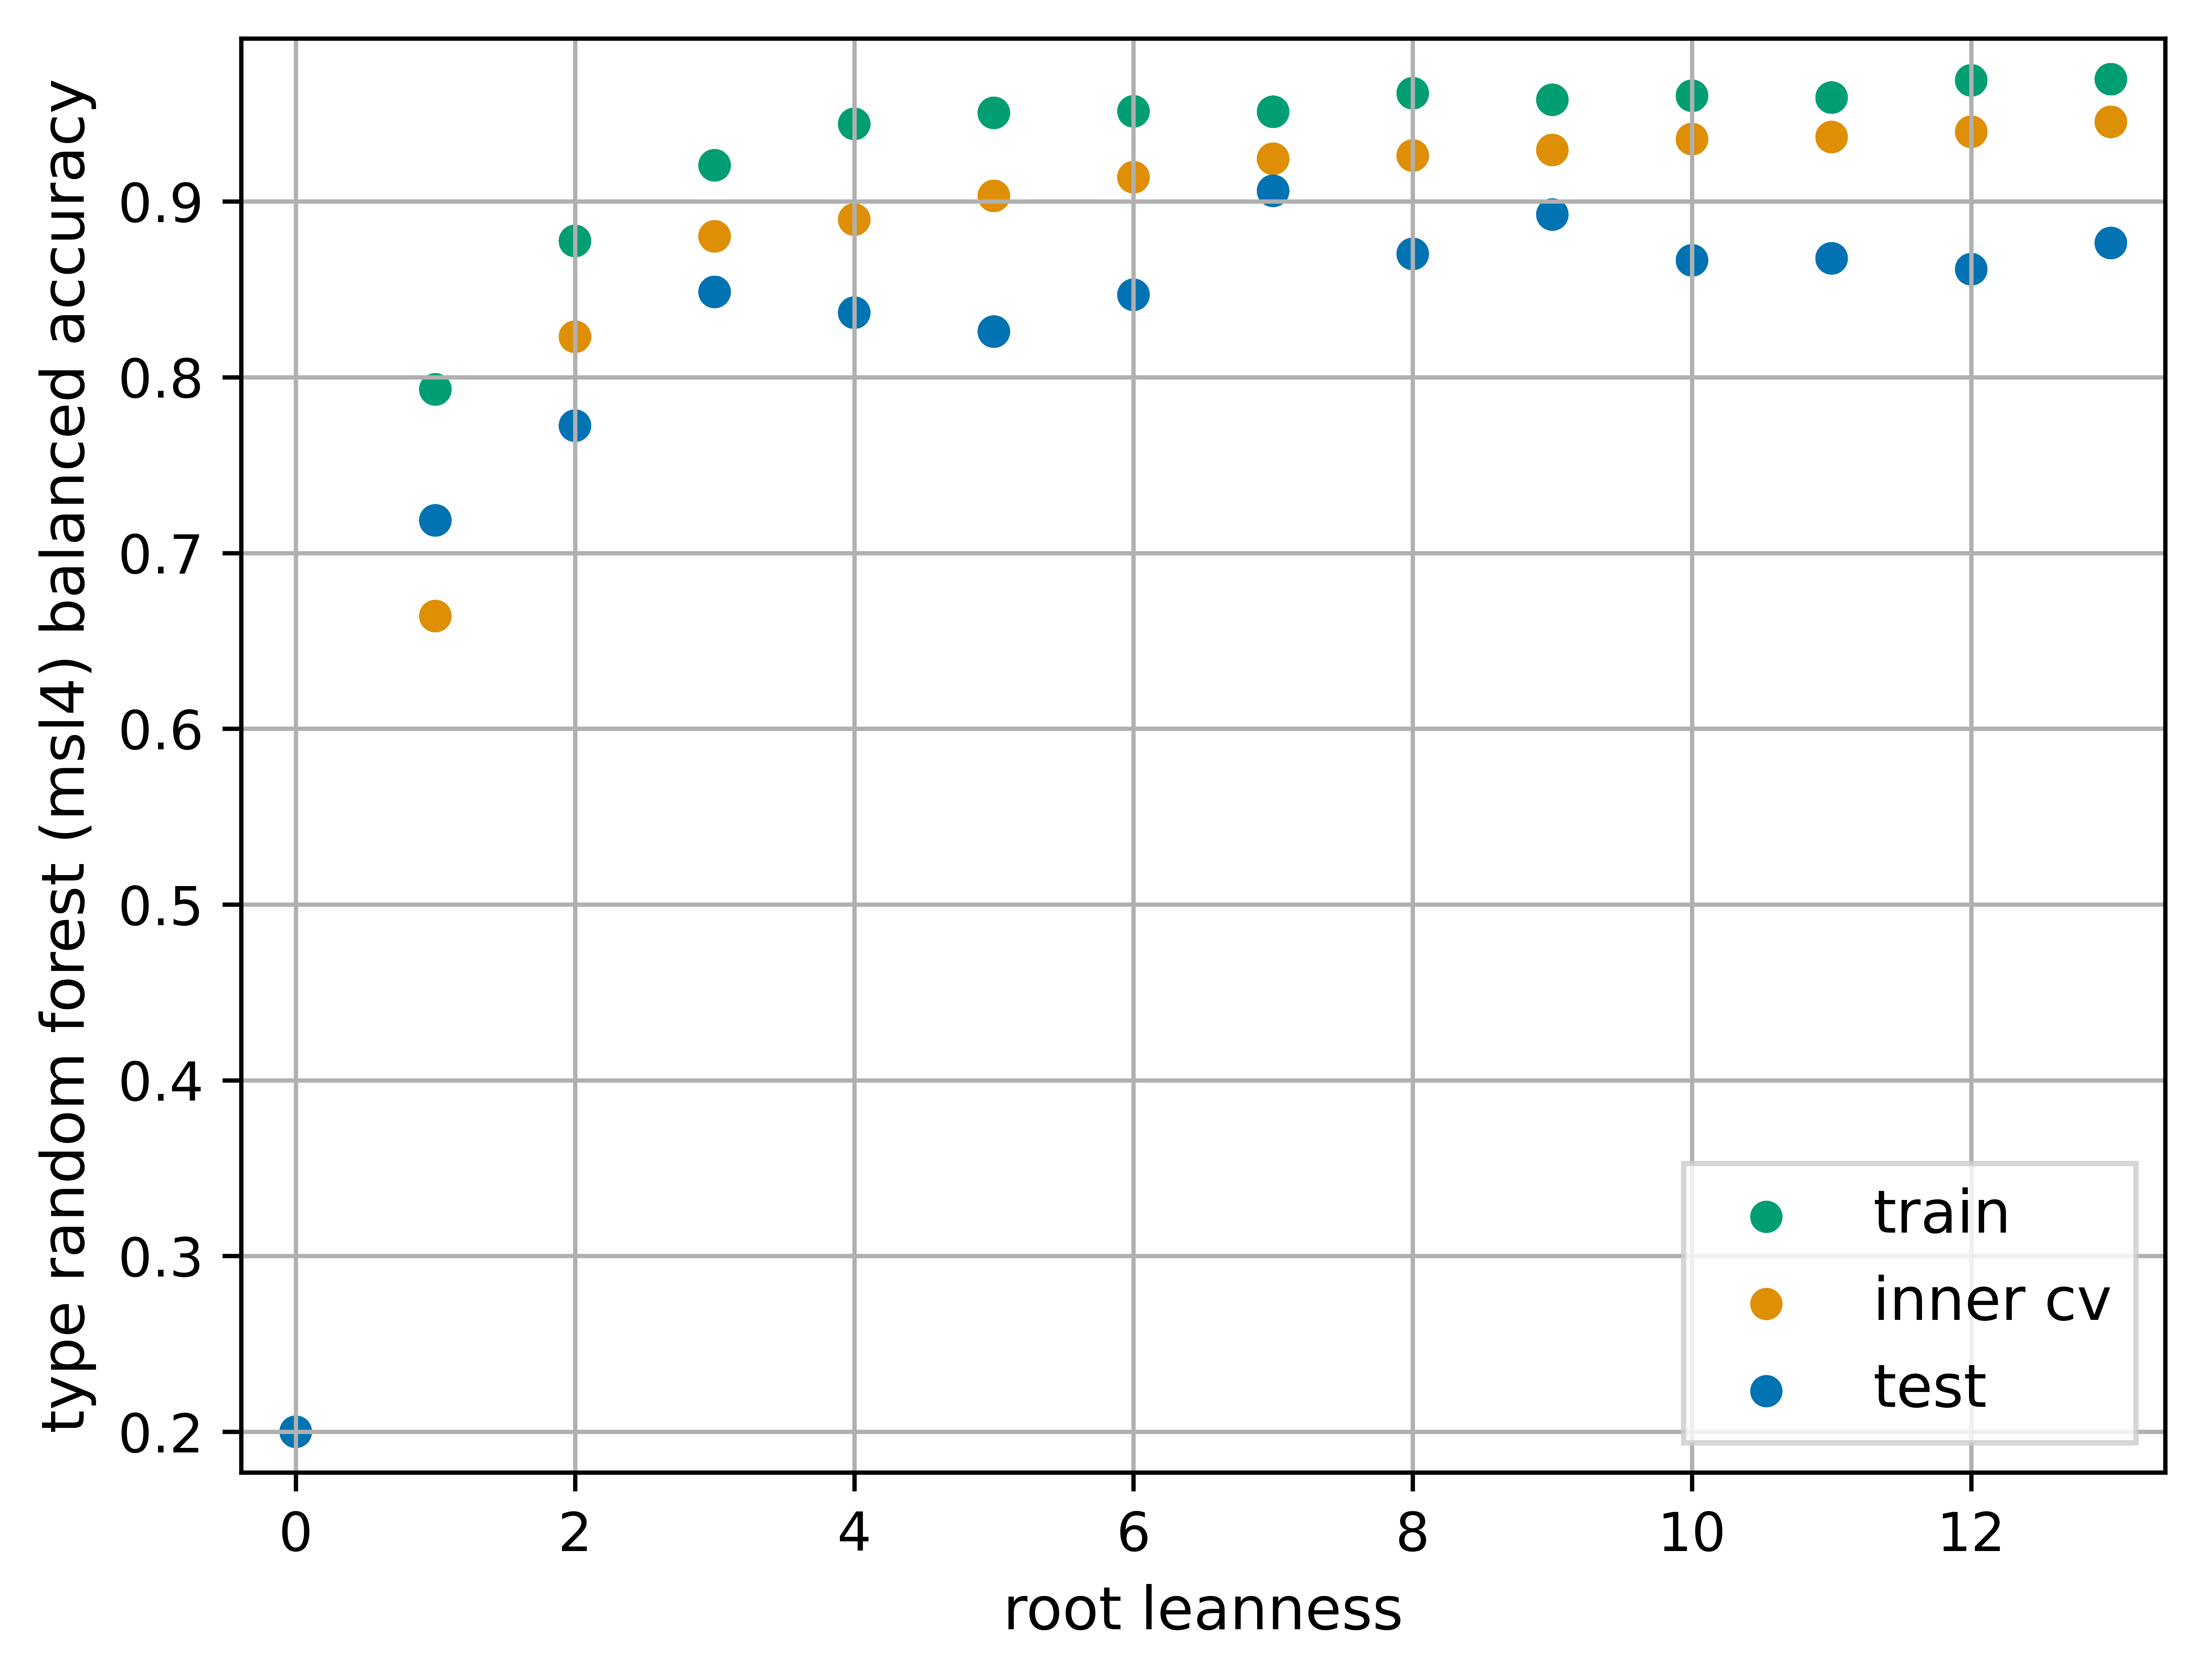 type random forest (msl4) balanced accuracy
0.9
0.8
0.7
0.6
0.5
0.4
0.3
0.2
0 2 4 6 8 10 12
root leanness
train
inner cv
test